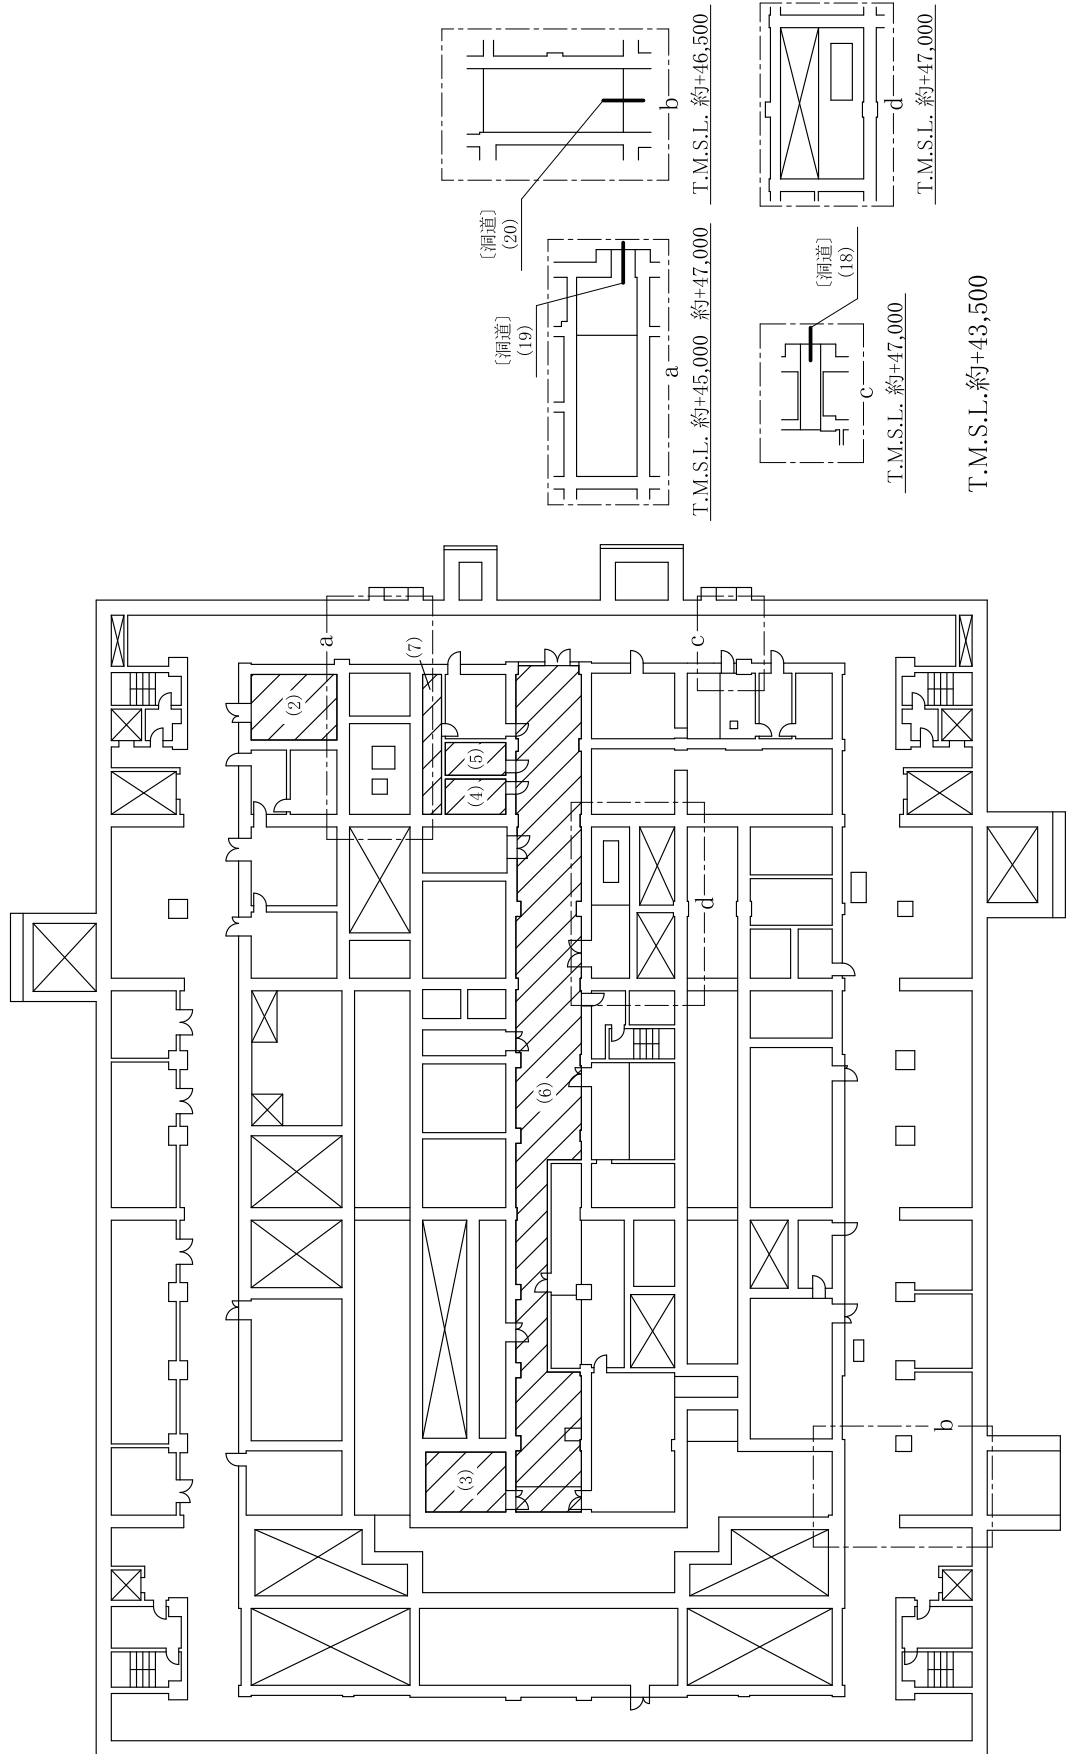 〔洞道〕
(20)
b
T.M.S.L. 約+46,500
〔洞道〕
(19)
a
T.M.S.L. 約+45,000 約+47,000
d
T.M.S.L. 約+47,000
〔洞道〕
(18)
c
T.M.S.L. 約+47,000
T.M.S.L.約+43,500
a
(7)
c
(2)
(5)
(4)
d
(6)
(3)
b